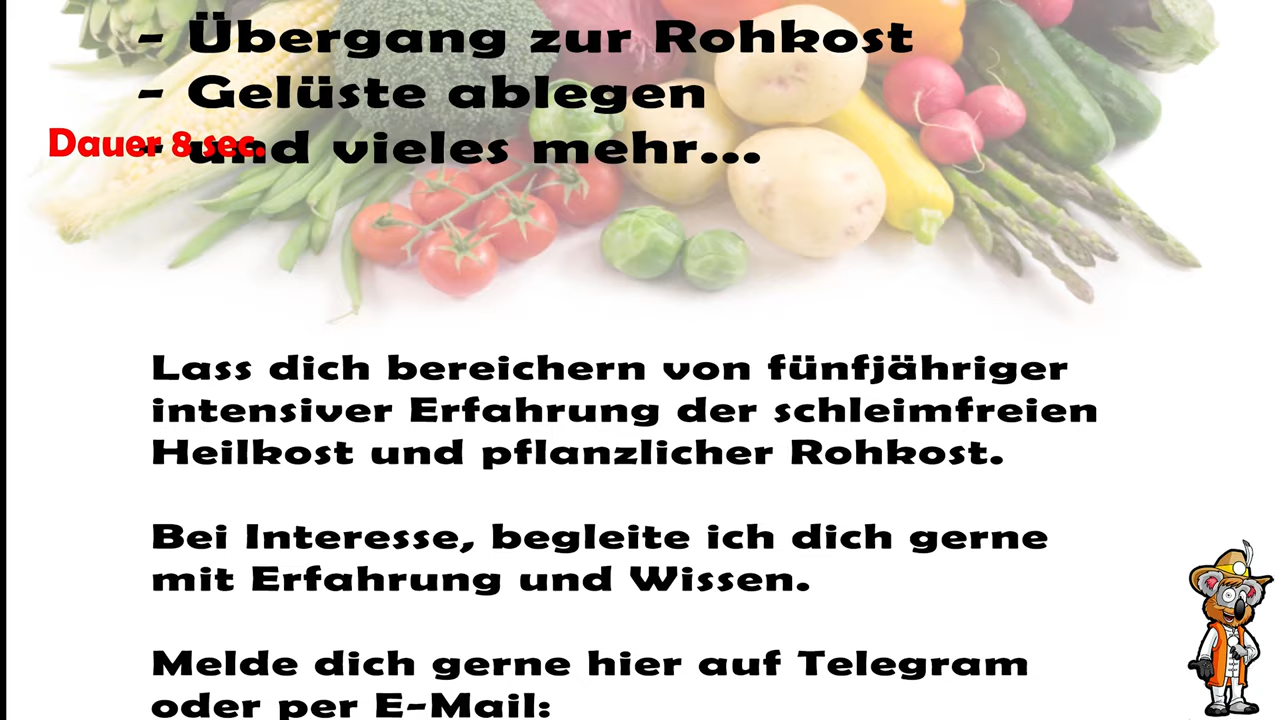 - Übergang zur Rohkost
- Gelüste ablegen
Dauer 8 sec.
- und vieles mehr...
Lass dich bereichern von fünfjähriger
intensiver Erfahrung der schleimfreien
Heilkost und pflanzlicher Rohkost.
Bei Interesse, begleite ich dich gerne
mit Erfahrung und Wissen.
Melde dich gerne hier auf Telegram
oder per E-Mail: